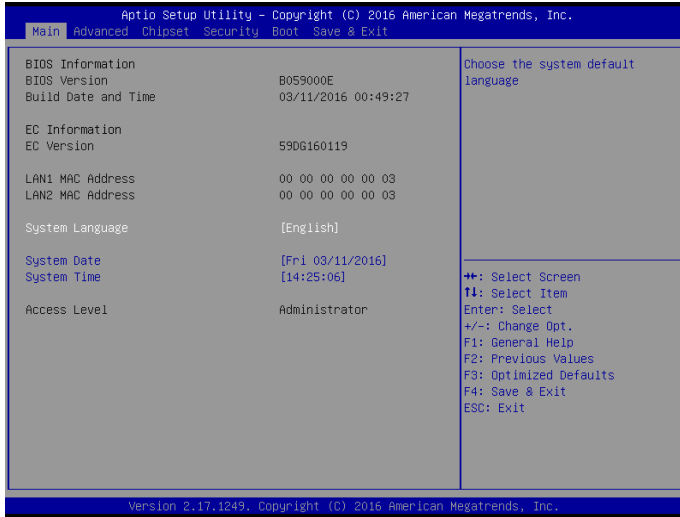 Aptio Setup Utility – Copyright (C) 2016 American Megatrends, Inc.
Main Advanced Chipset Security Boot Save & Exit
BIOS Information
BIOS Version B059000E
Build Date and Time 03/11/2016 00:49:27
EC Information
EC Version 59DG160119
LAN1 MAC Address 00 00 00 00 00 03
LAN2 MAC Address 00 00 00 00 00 03
System Language [English]
System Date [Fri 03/11/2016]
System Time [14:25:06]
Access Level Administrator
Choose the system default
language
→←: Select Screen
↑↓: Select Item
Enter: Select
+/-: Change Opt.
F1: General Help
F2: Previous Values
F3: Optimized Defaults
F4: Save & Exit
ESC: Exit
Version 2.17.1249. Copyright (C) 2016 American Megatrends, Inc.